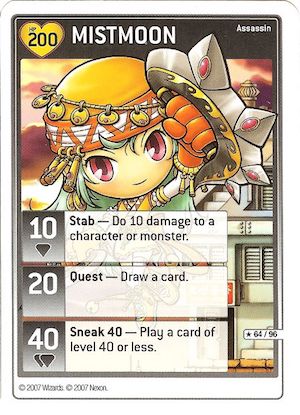 HP
200
MISTMOON
Assassin
10
Stab — Do 10 damage to a
character or monster.
20
Quest — Draw a card.
40
Sneak 40 — Play a card of
level 40 or less.
★ 64 / 96
© 2007 Wizards. © 2007 Nexon.